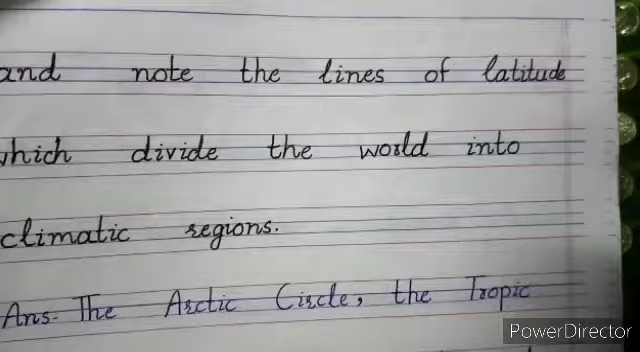 and note the lines of latitude
which divide the world into
climatic regions.
Ans- The Arctic Circle, the Tropic
PowerDirector